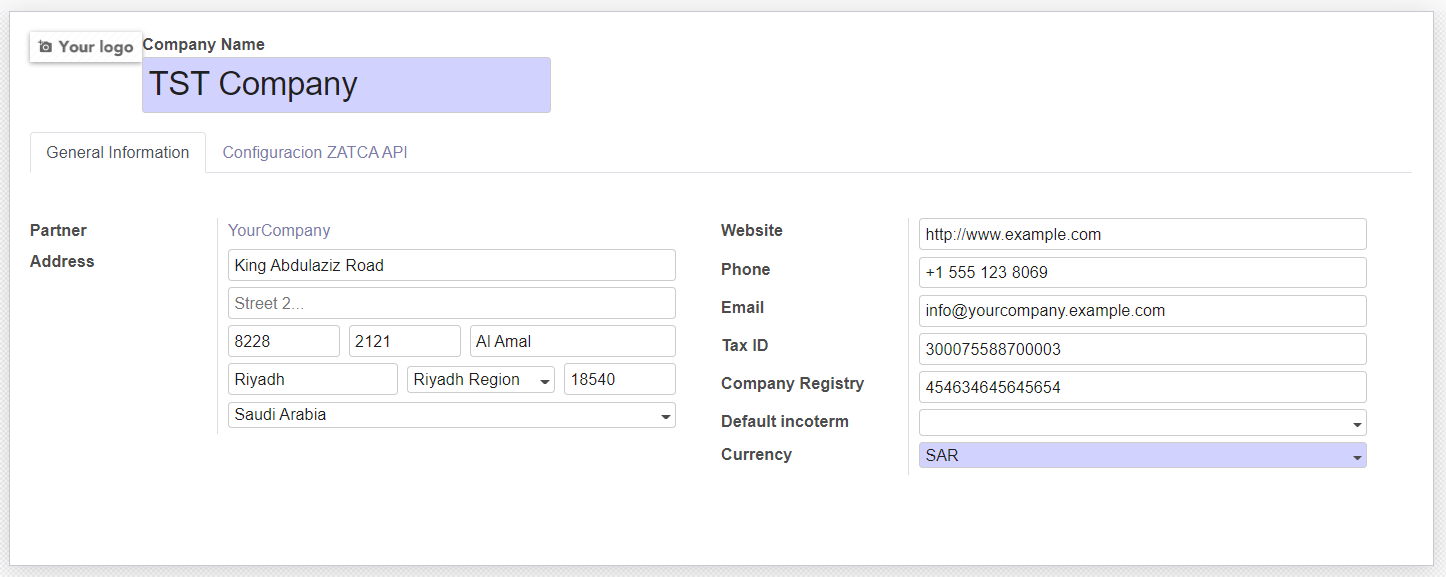 Your logo
Company Name
TST Company
General Information
Configuracion ZATCA API
Partner
YourCompany
Address
King Abdulaziz Road
Street 2...
8228
2121
Al Amal
Riyadh
Riyadh Region
18540
Saudi Arabia
Website
http://www.example.com
Phone
+1 555 123 8069
Email
info@yourcompany.example.com
Tax ID
300075588700003
Company Registry
454634645645654
Default incoterm
Currency
SAR